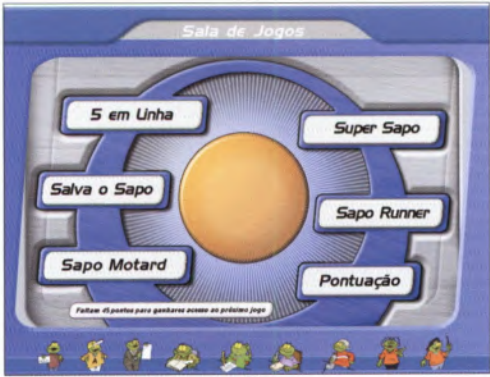 Sala de Jogos
5 em Unha
Super Sapo
Salva o Sapo
Sapo Runner
Sapo Motard
Pontuação
Faltam 45 pontos para ganhares acesso ao próximo jogo